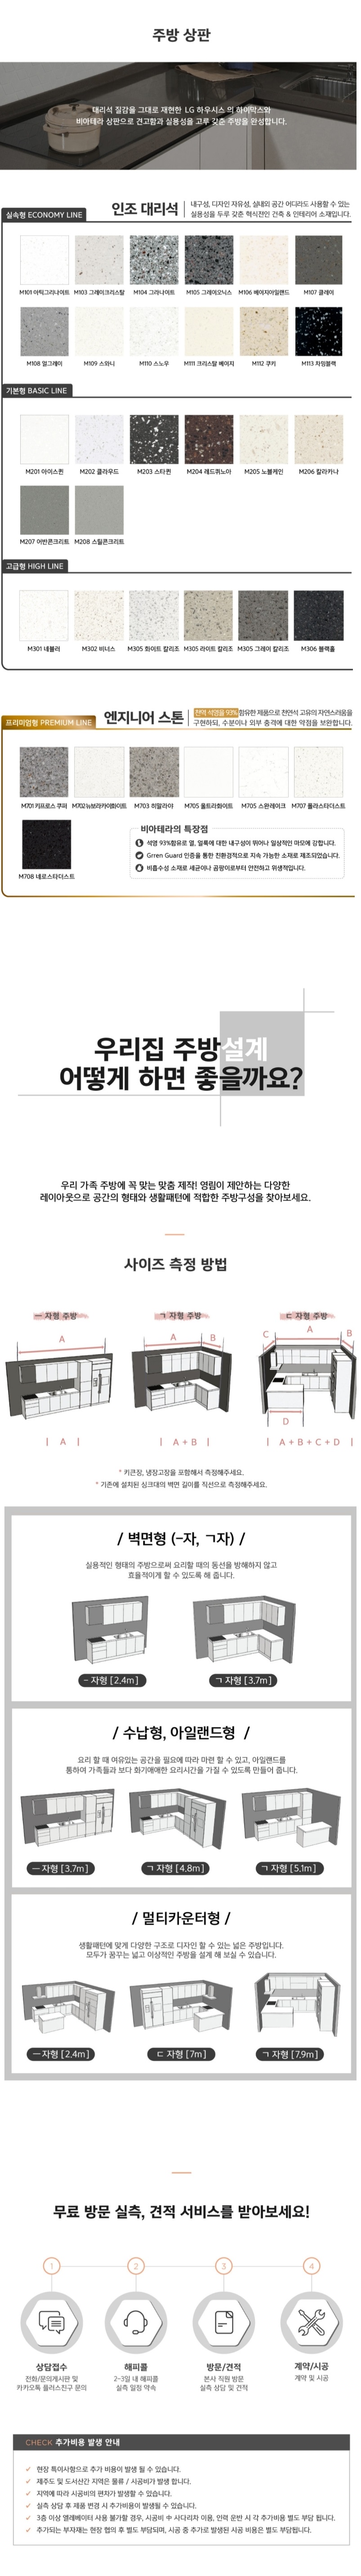 주방 상판
대리석 질감을 그대로 재현한 LG 하우시스 의 하이막스와
비아테라 상판으로 견고함과 실용성을 고루 갖춘 주방을 완성합니다.
실속형 ECONOMY LINE
인조 대리석
내구성, 디자인 자유성, 실내외 공간 어디라도 사용할 수 있는
실용성을 두루 갖춘 혁식전인 건축 & 인테리어 소재입니다.
M101 아틱그라나이트 M103 그레이크리스탈 M104 그라나이트 M105 그레이오닉스 M106 베이지아일랜드 M107 클레이
M108 얼그레이 M109 스와니 M110 스노우 M111 크리스탈 베이지 M112 쿠키 M113 차밍블랙
기본형 BASIC LINE
M201 아이스퀸 M202 클라우드 M203 스타퀸 M204 레드퀴노아 M205 노블케인 M206 칼라카나
M207 어반콘크리트 M208 스틸콘크리트
고급형 HIGH LINE
M301 네뷸러 M302 비너스 M305 화이트 칼리조 M305 라이트 칼리조 M305 그레이 칼리조 M306 블랙홀
프리미엄형 PREMIUM LINE
엔지니어 스톤
천역 석영을 93% 함유한 제품으로 천연석 고유의 자연스러움을
구현하되, 수분이나 외부 충격에 대한 약점을 보완합니다.
M701 키프로스 쿠퍼 M702 뉴보라카이화이트 M703 히말라야 M705 울트라화이트 M705 스완레이크 M707 폴라스타더스트
M708 네로스타더스트
비아테라의 특장점
석영 93%함유로 열, 얼룩에 대한 내구성이 뛰어나 일상적인 마모에 강합니다.
Grren Guard 인증을 통한 친환경적으로 지속 가능한 소재로 제조되었습니다.
비흡수성 소재로 세균이나 곰팡이로부터 안전하고 위생적입니다.
우리집 주방설계
어떻게 하면 좋을까요?
우리 가족 주방에 꼭 맞는 맞춤 제작! 영림이 제안하는 다양한
레이아웃으로 공간의 형태와 생활패턴에 적합한 주방구성을 찾아보세요.
사이즈 측정 방법
ㅡ 자형 주방 ㄱ 자형 주방 ㄷ 자형 주방
A A B C A B
D
| A | | A + B | | A + B + C + D |
* 키큰장, 냉장고장을 포함해서 측정해주세요.
* 기존에 설치된 싱크대의 벽면 길이를 직선으로 측정해주세요.
/ 벽면형 (-자, ㄱ자) /
실용적인 형태의 주방으로써 요리할 때의 동선을 방해하지 않고
효율적이게 할 수 있도록 해 줍니다.
- 자형 [2.4m] ㄱ 자형 [3.7m]
/ 수납형, 아일랜드형 /
요리 할 때 여유있는 공간을 필요에 따라 마련 할 수 있고, 아일랜드를
통하여 가족들과 보다 화기애애한 요리시간을 가질 수 있도록 만들어 줍니다.
ㅡ 자형 [3.7m] ㄱ 자형 [4.8m] ㄱ 자형 [5.1m]
/ 멀티카운터형 /
생활패턴에 맞게 다양한 구조로 디자인 할 수 있는 넓은 주방입니다.
모두가 꿈꾸는 넓고 이상적인 주방을 설계 해 보실 수 있습니다.
ㅡ 자형 [2.4m] ㄷ 자형 [7m] ㄱ 자형 [7.9m]
무료 방문 실측, 견적 서비스를 받아보세요!
1 2 3 4
상담접수 해피콜 방문/견적 계약/시공
전화/문의게시판 및 2~3일 내 해피콜 본사 직원 방문 계약 및 시공
카카오톡 플러스친구 문의 실측 일정 약속 실측 상담 및 견적
CHECK 추가비용 발생 안내
✓ 현장 특이사항으로 추가 비용이 발생 될 수 있습니다.
✓ 제주도 및 도서산간 지역은 물류 / 시공비가 발생 합니다.
✓ 지역에 따라 시공비의 편차가 발생할 수 있습니다.
✓ 실측 상담 후 제품 변경 시 추가비용이 발생될 수 있습니다.
✓ 3층 이상 엘레베이터 사용 불가할 경우, 시공비 中 사다리차 이용, 인력 운반 시 각 추가비용 별도 부담 됩니다.
✓ 추가되는 부자재는 현장 협의 후 별도 부담되며, 시공 중 추가로 발생된 시공 비용은 별도 부담됩니다.